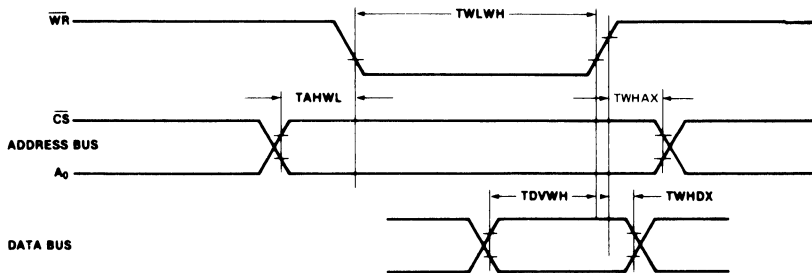 WR TWLWH
TAHWL TWHAX
CS
ADDRESS BUS
A₀
TDVWH TWHDX
DATA BUS